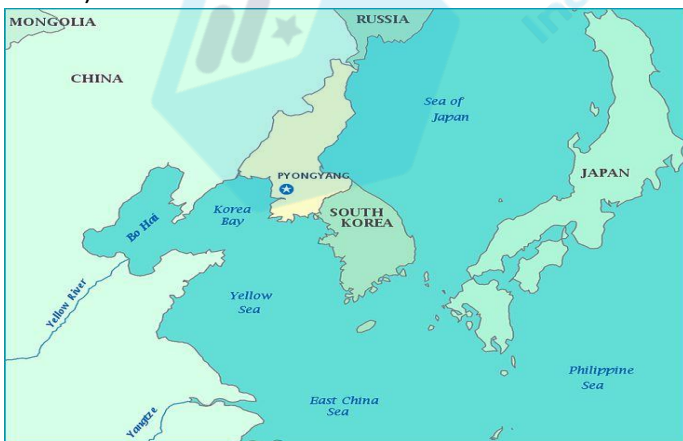 MONGOLIA
RUSSIA
CHINA
Sea of
Japan
PYONGYANG
JAPAN
Korea
Bay
SOUTH
KOREA
Bo Hai
Yellow River
Yellow
Sea
Philippine
Sea
East China
Sea
Yangtze